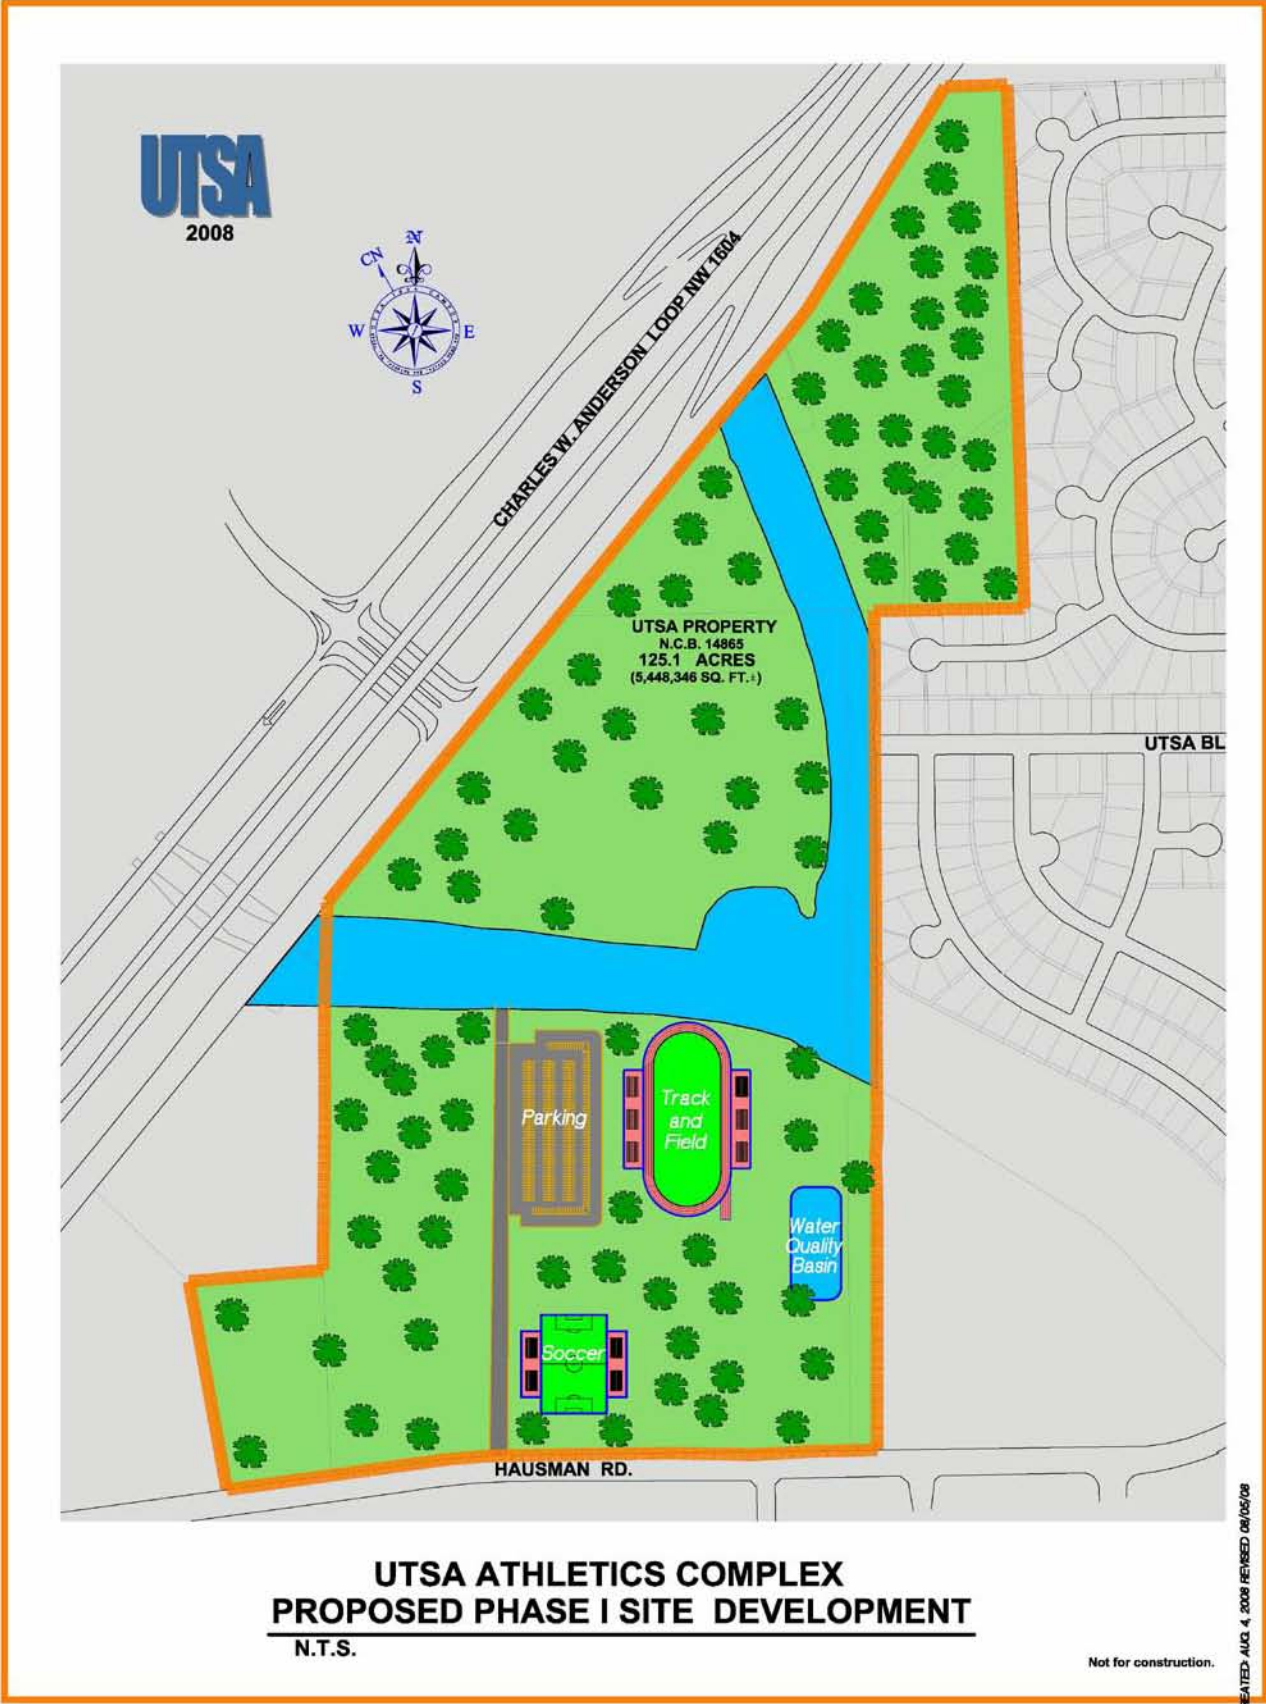 UTSA
2008
N
CN
W
E
S
CHARLES W. ANDERSON LOOP NW 1604
UTSA PROPERTY
N.C.B. 14865
125.1 ACRES
(5,448,346 SQ. FT.±)
UTSA BL
Parking
Track
and
Field
Water
Quality
Basin
Soccer
HAUSMAN RD.
UTSA ATHLETICS COMPLEX
PROPOSED PHASE I SITE DEVELOPMENT
N.T.S.
Not for construction.
EATED: AUG. 4, 2008 REVISED 08/05/08